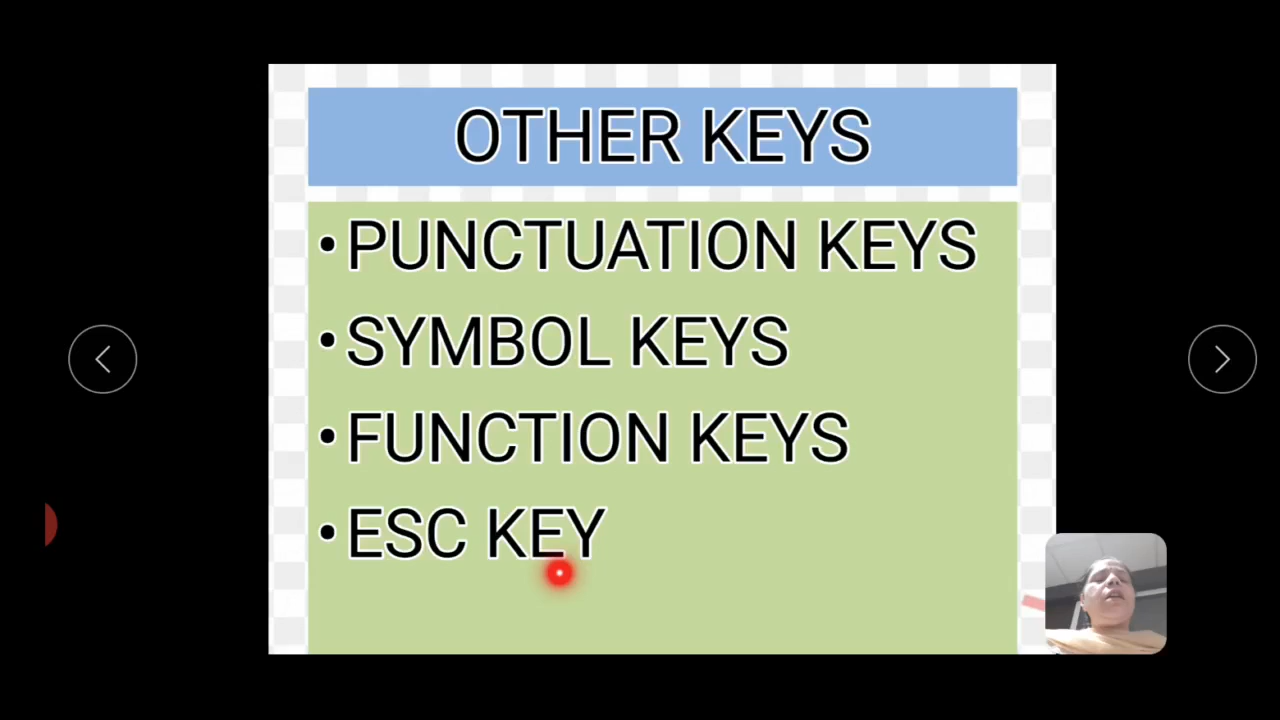 OTHER KEYS
•PUNCTUATION KEYS
•SYMBOL KEYS
•FUNCTION KEYS
•ESC KEY